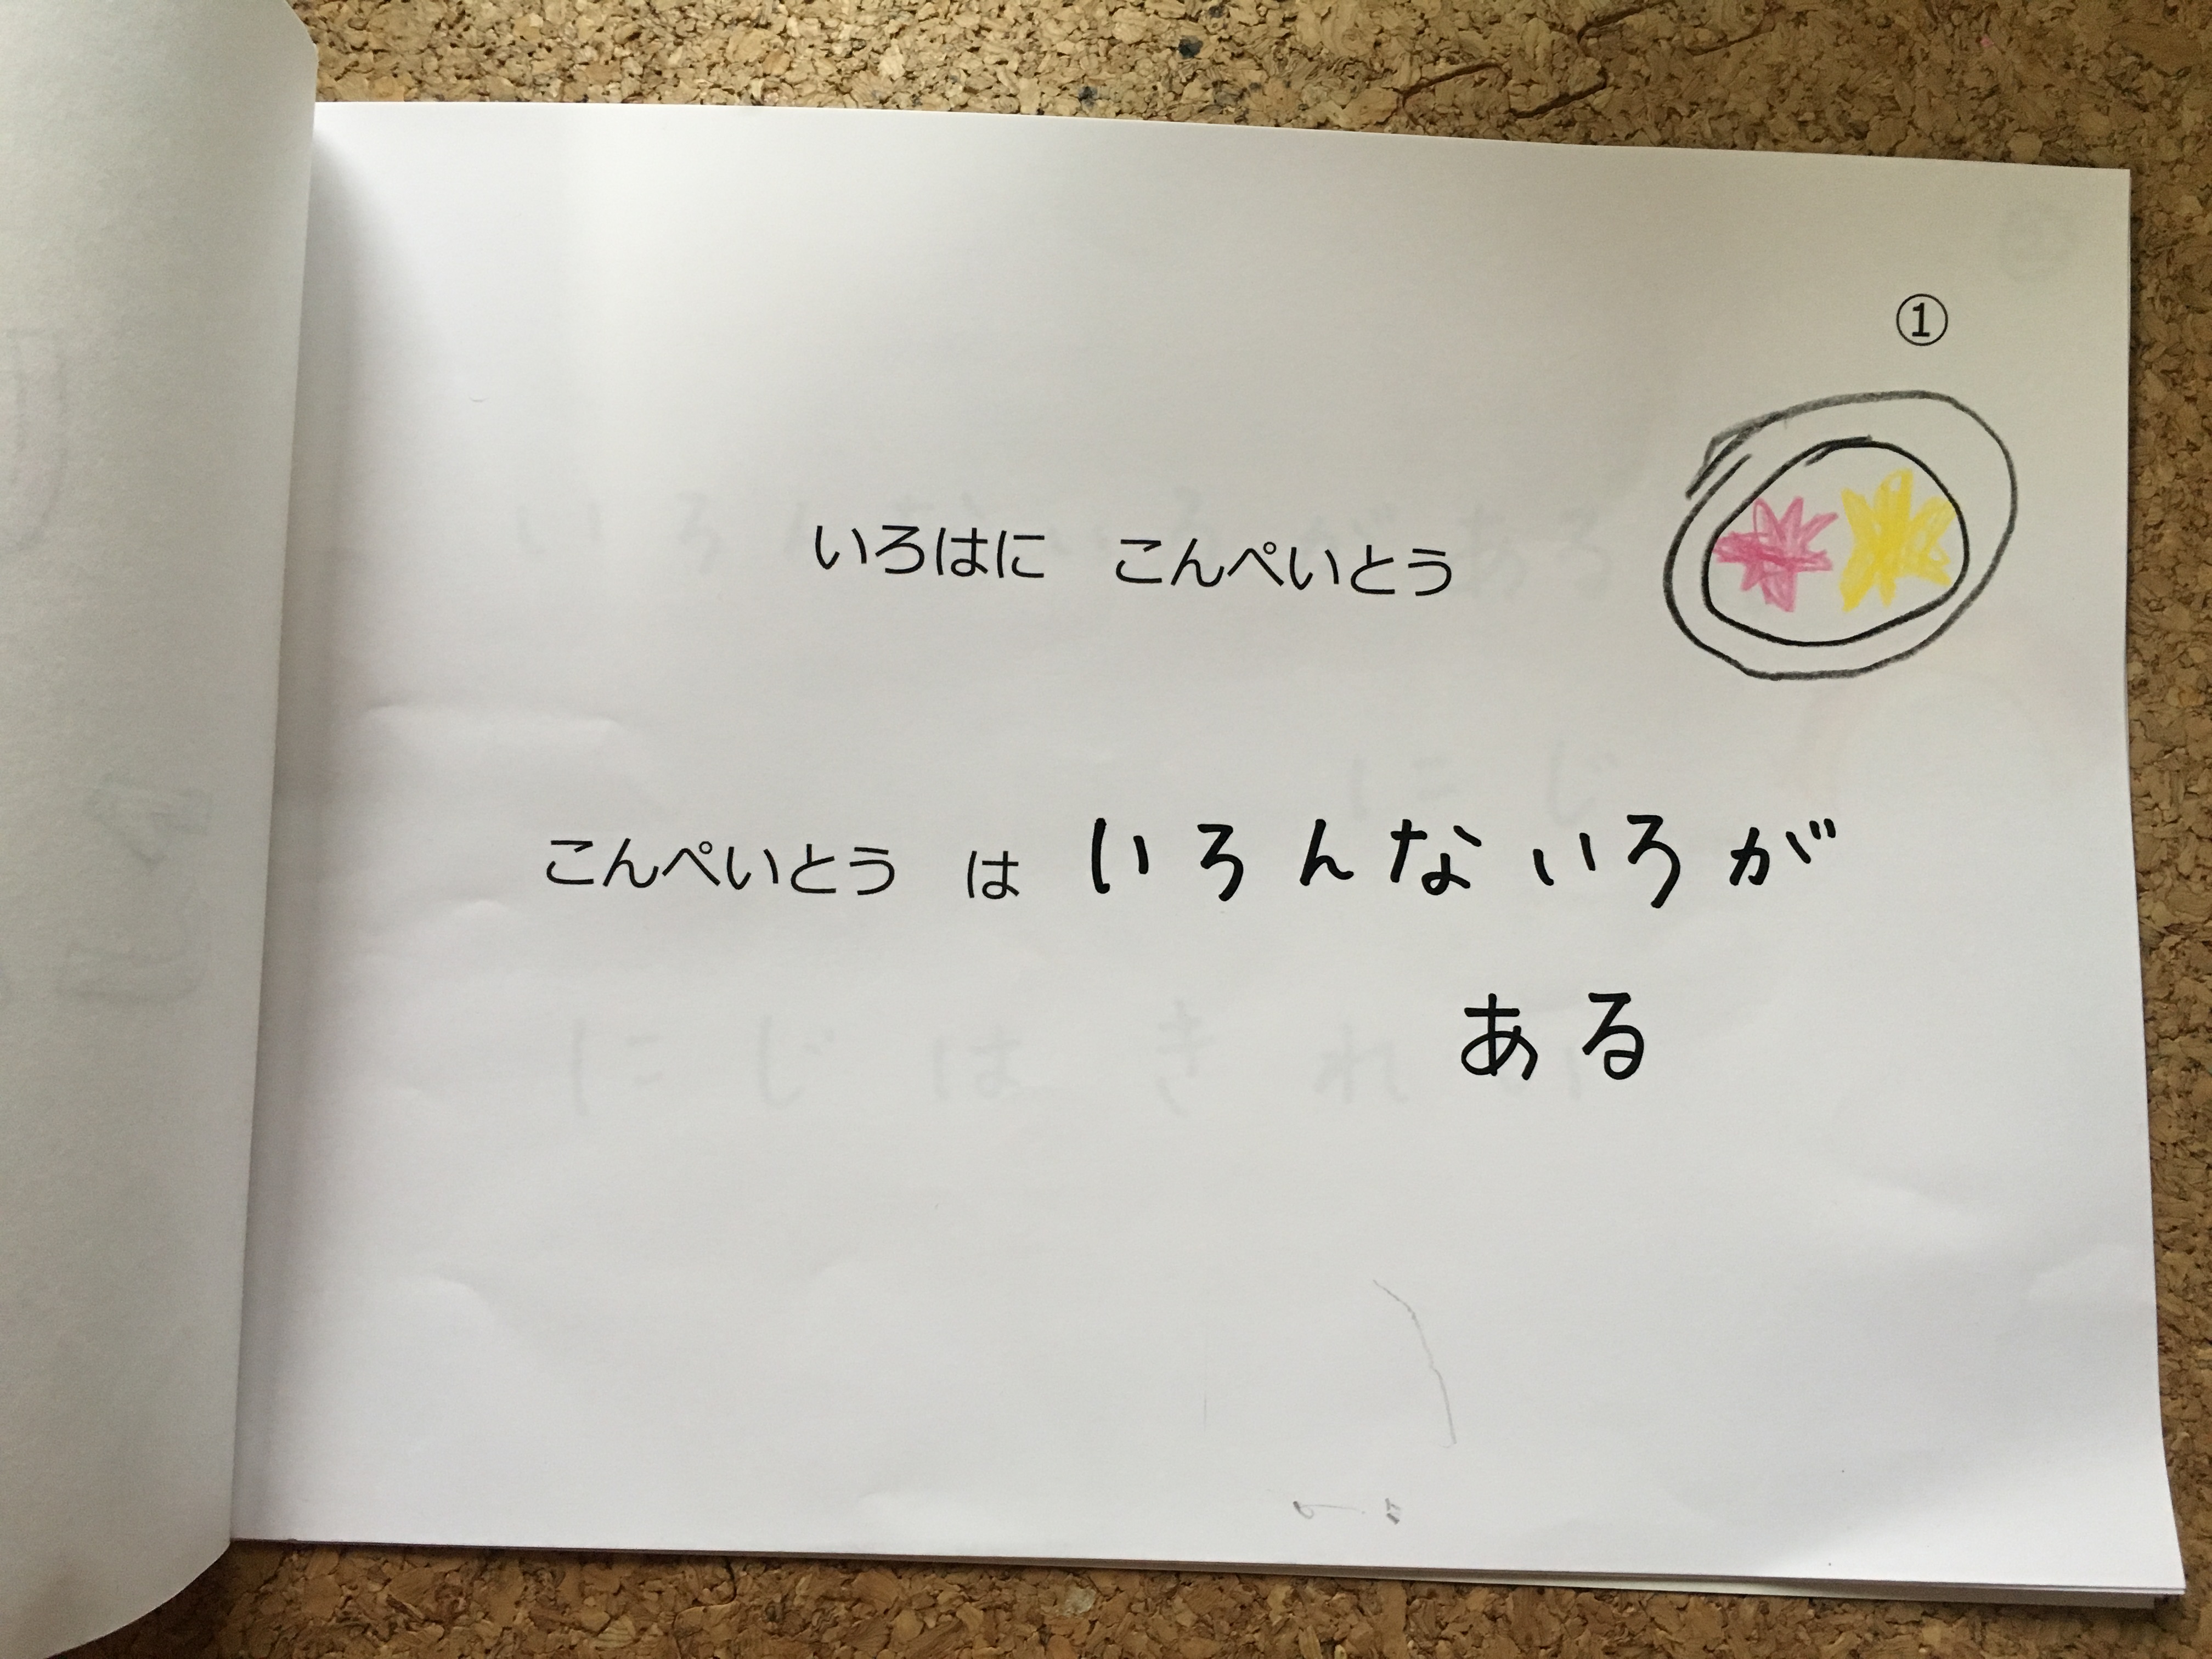 ①
いろはに　こんぺいとう
こんぺいとう　は　いろんないろが
ある